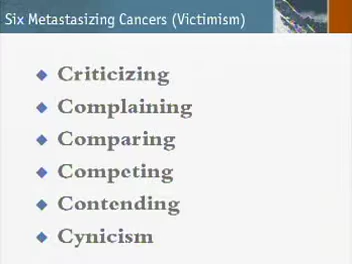 Six Metastasizing Cancers (Victimism)
Criticizing
Complaining
Comparing
Competing
Contending
Cynicism